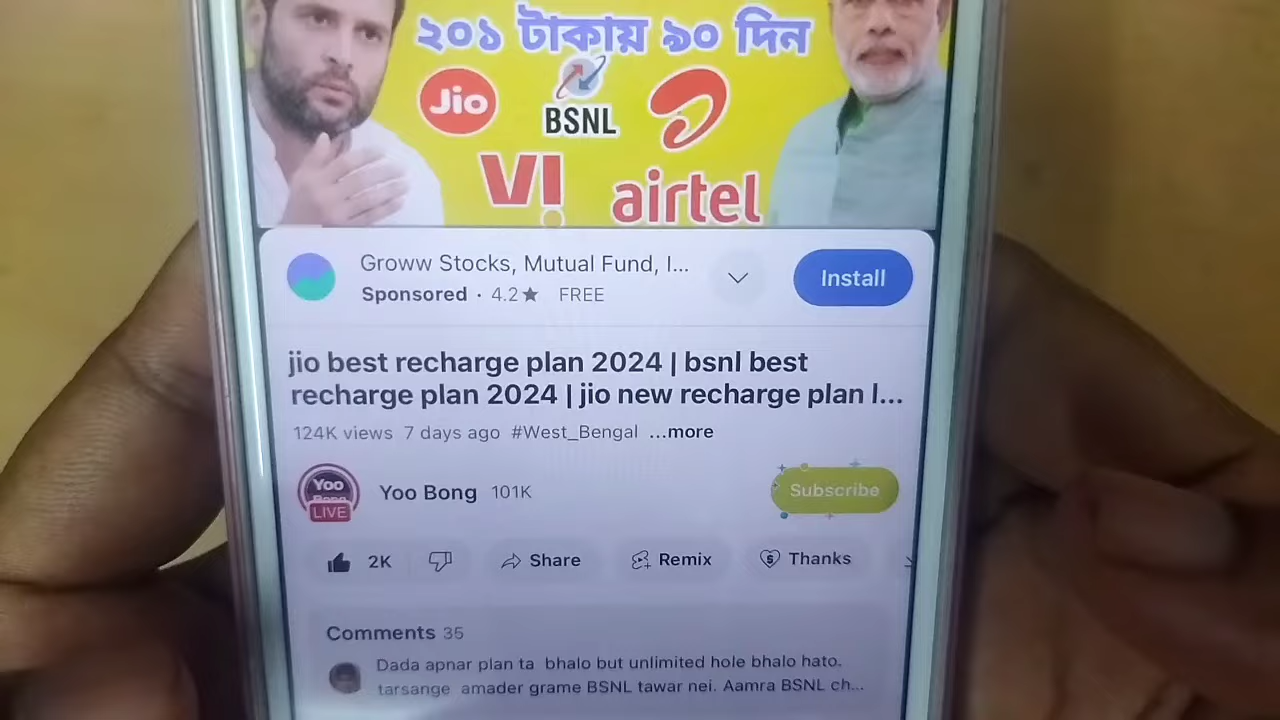 ২০১ টাকায় ৯০ দিন
Jio
BSNL
VI
airtel
Groww Stocks, Mutual Fund, I...
Install
Sponsored · 4.2★ FREE
jio best recharge plan 2024 | bsnl best
recharge plan 2024 | jio new recharge plan l...
124K views 7 days ago #West_Bengal ...more
Yoo
Bong
LIVE
Yoo Bong 101K
Subscribe
2K
Share
Remix
Thanks
Comments 35
Dada apnar plan ta bhalo but unlimited hole bhalo hato.
tarsange amader grame BSNL tawar nei. Aamra BSNL ch...